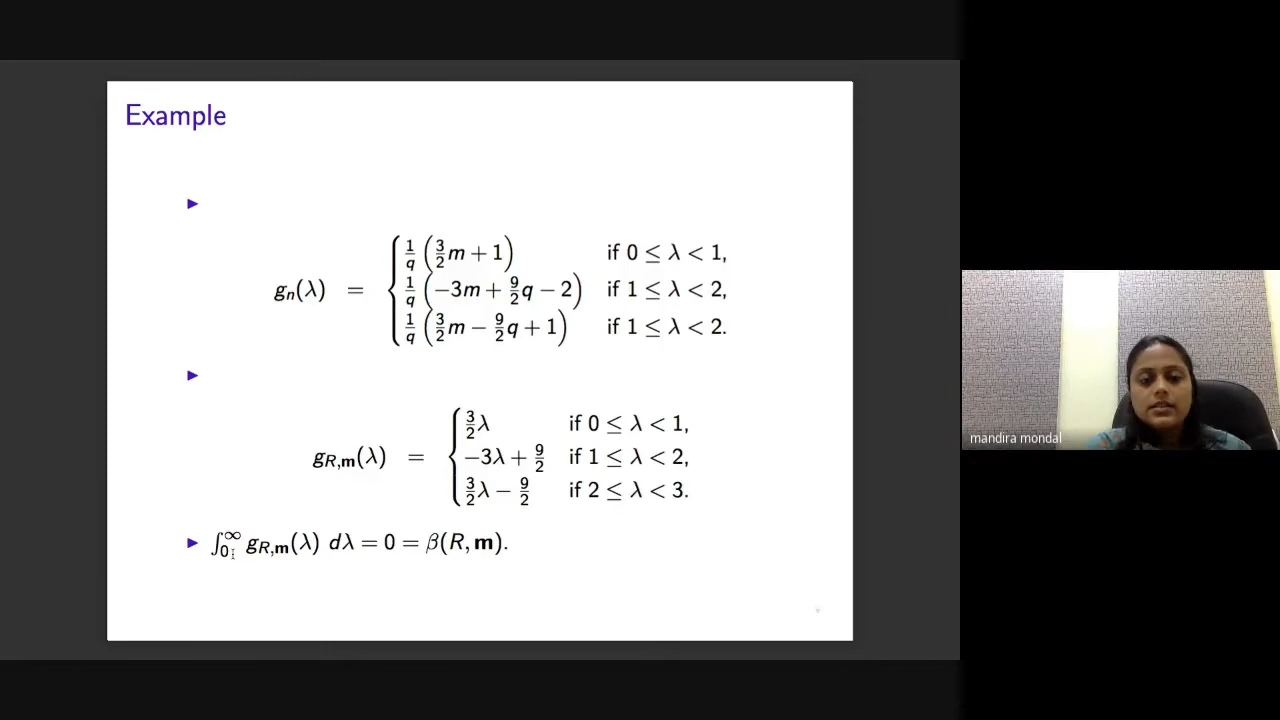 Example
▶
gₙ(λ) = { 1/q (3/2 m + 1) if 0 ≤ λ < 1,
1/q (−3m + 9/2 q − 2) if 1 ≤ λ < 2,
1/q (3/2 m − 9/2 q + 1) if 1 ≤ λ < 2.
▶
g_{R,𝐦}(λ) = { 3/2 λ if 0 ≤ λ < 1,
−3λ + 9/2 if 1 ≤ λ < 2,
3/2 λ − 9/2 if 2 ≤ λ < 3.
▶ ∫₀^∞ g_{R,𝐦}(λ) dλ = 0 = β(R, 𝐦).
mandira mondal